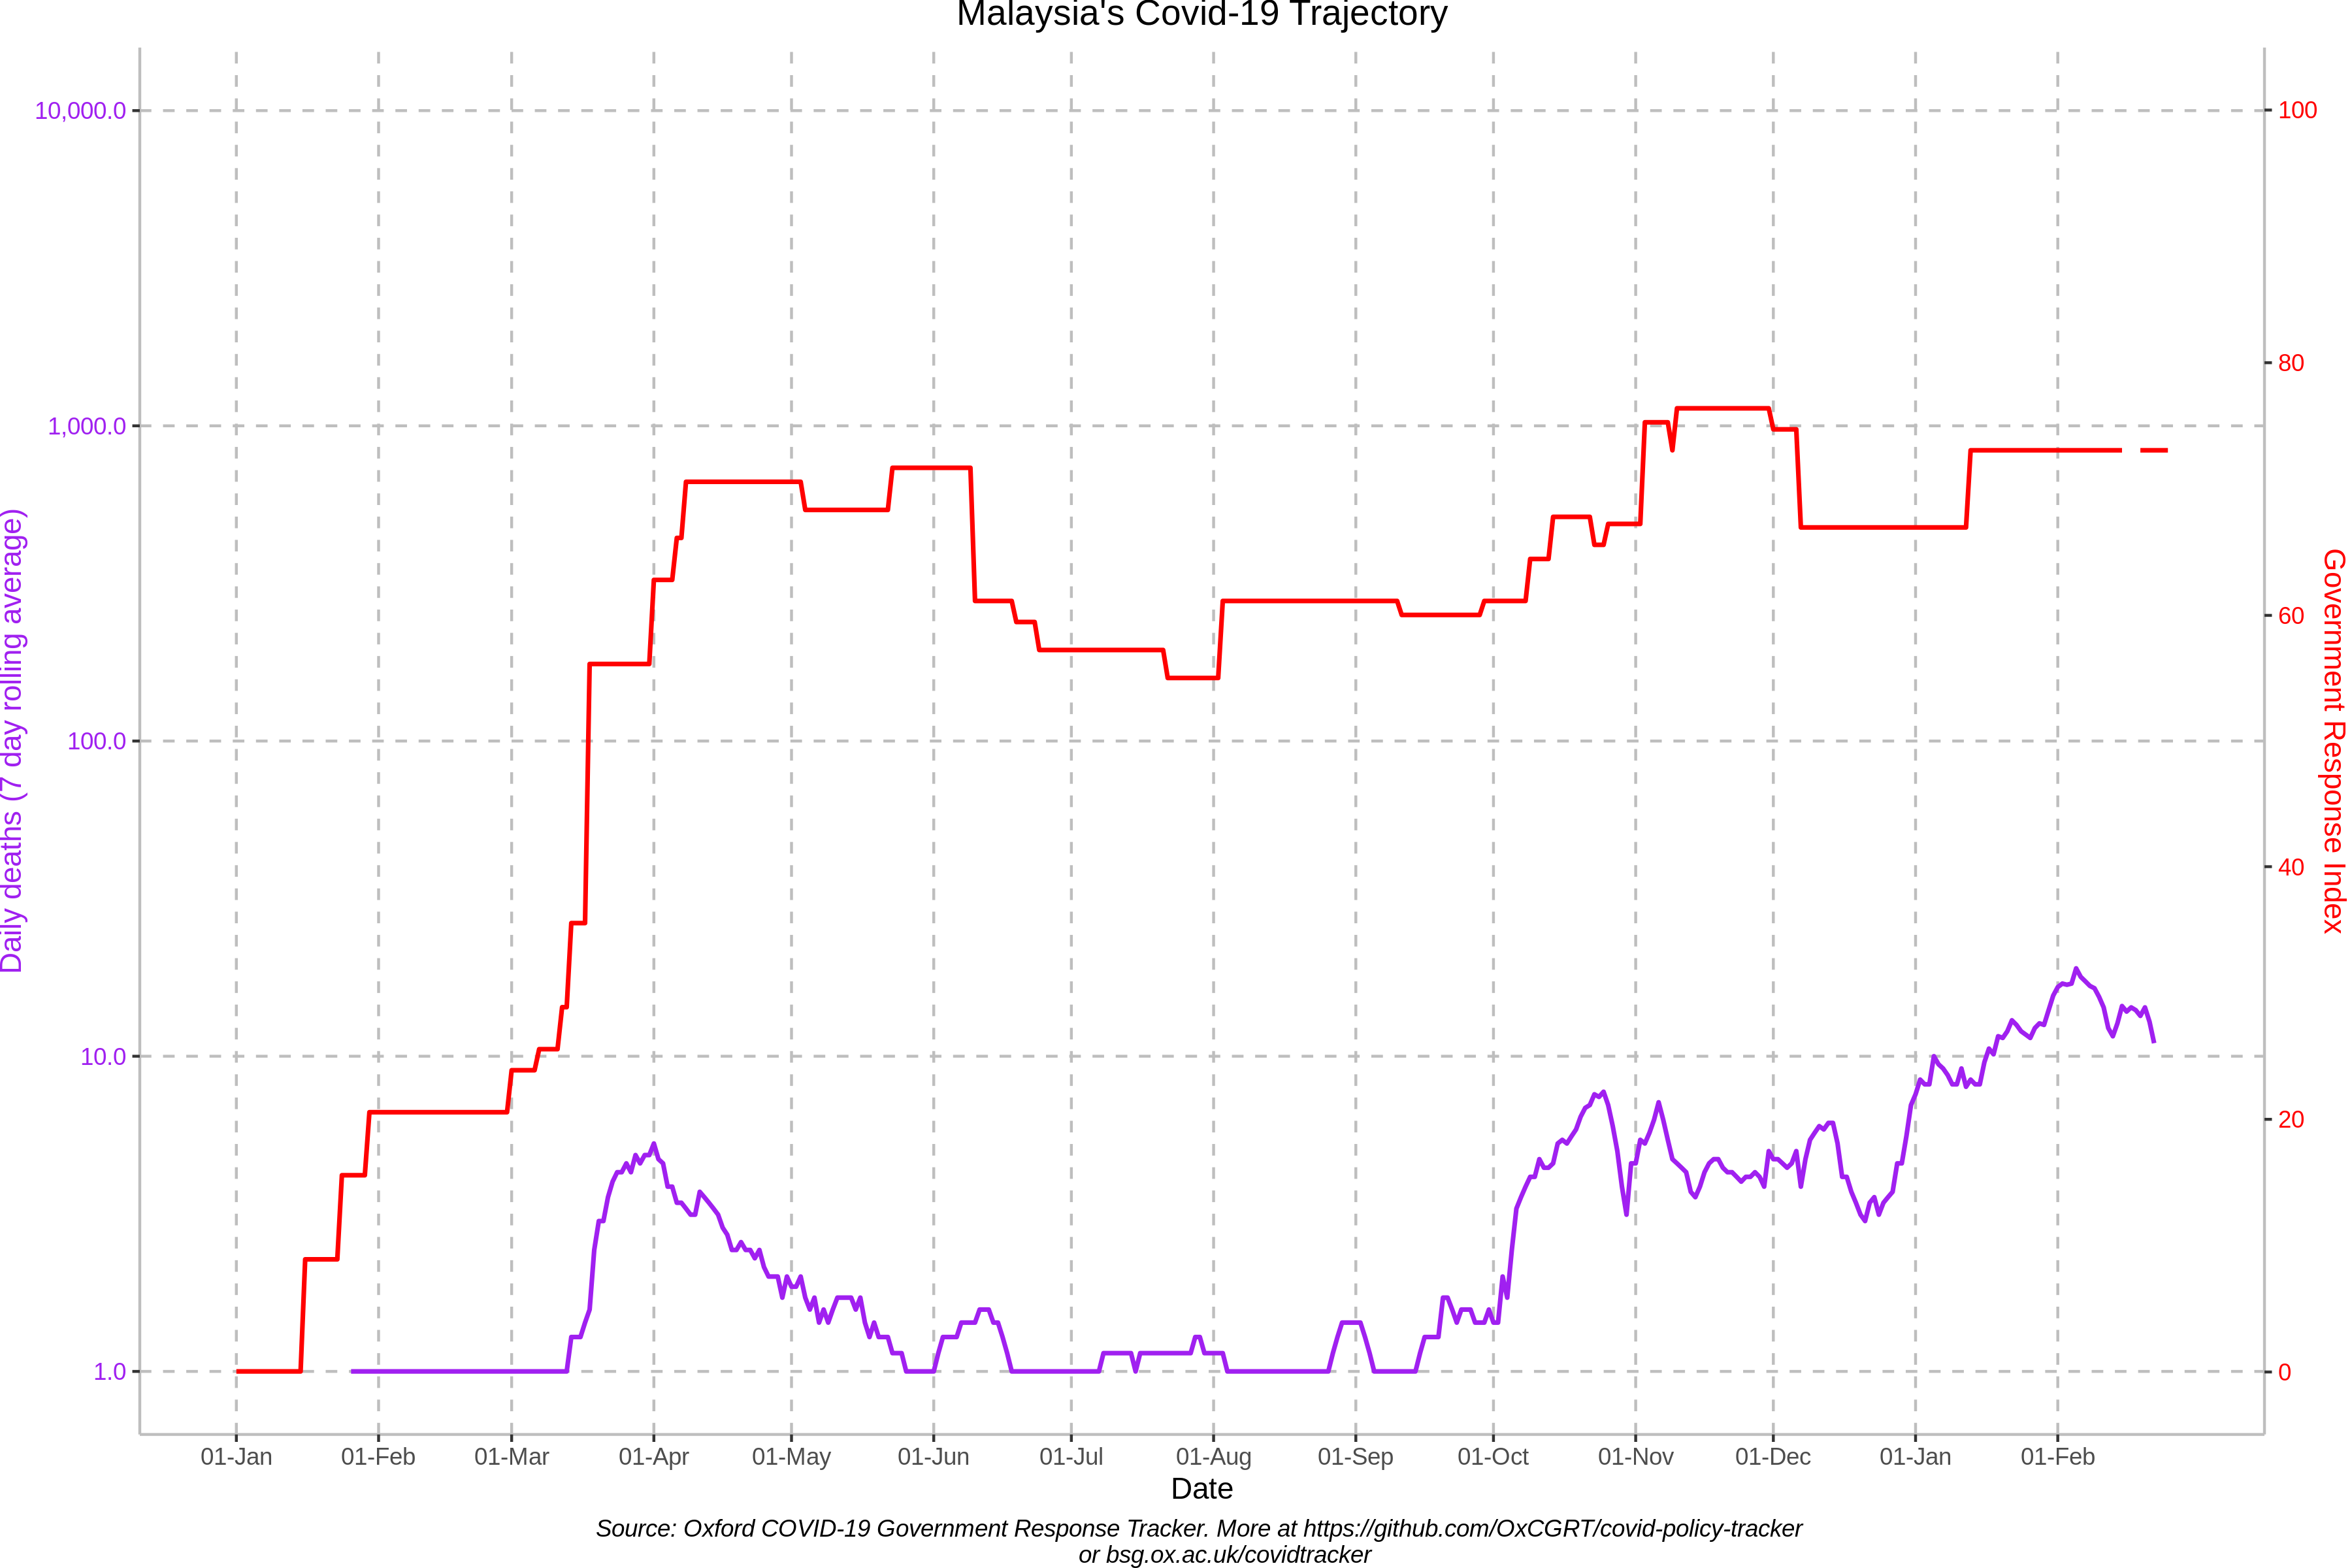 Malaysia's Covid-19 Trajectory
10,000.0
1,000.0
100.0
10.0
1.0
Daily deaths (7 day rolling average)
100
80
60
40
20
0
Government Response Index
01-Jan 01-Feb 01-Mar 01-Apr 01-May 01-Jun 01-Jul 01-Aug 01-Sep 01-Oct 01-Nov 01-Dec 01-Jan 01-Feb
Date
Source: Oxford COVID-19 Government Response Tracker. More at https://github.com/OxCGRT/covid-policy-tracker
or bsg.ox.ac.uk/covidtracker